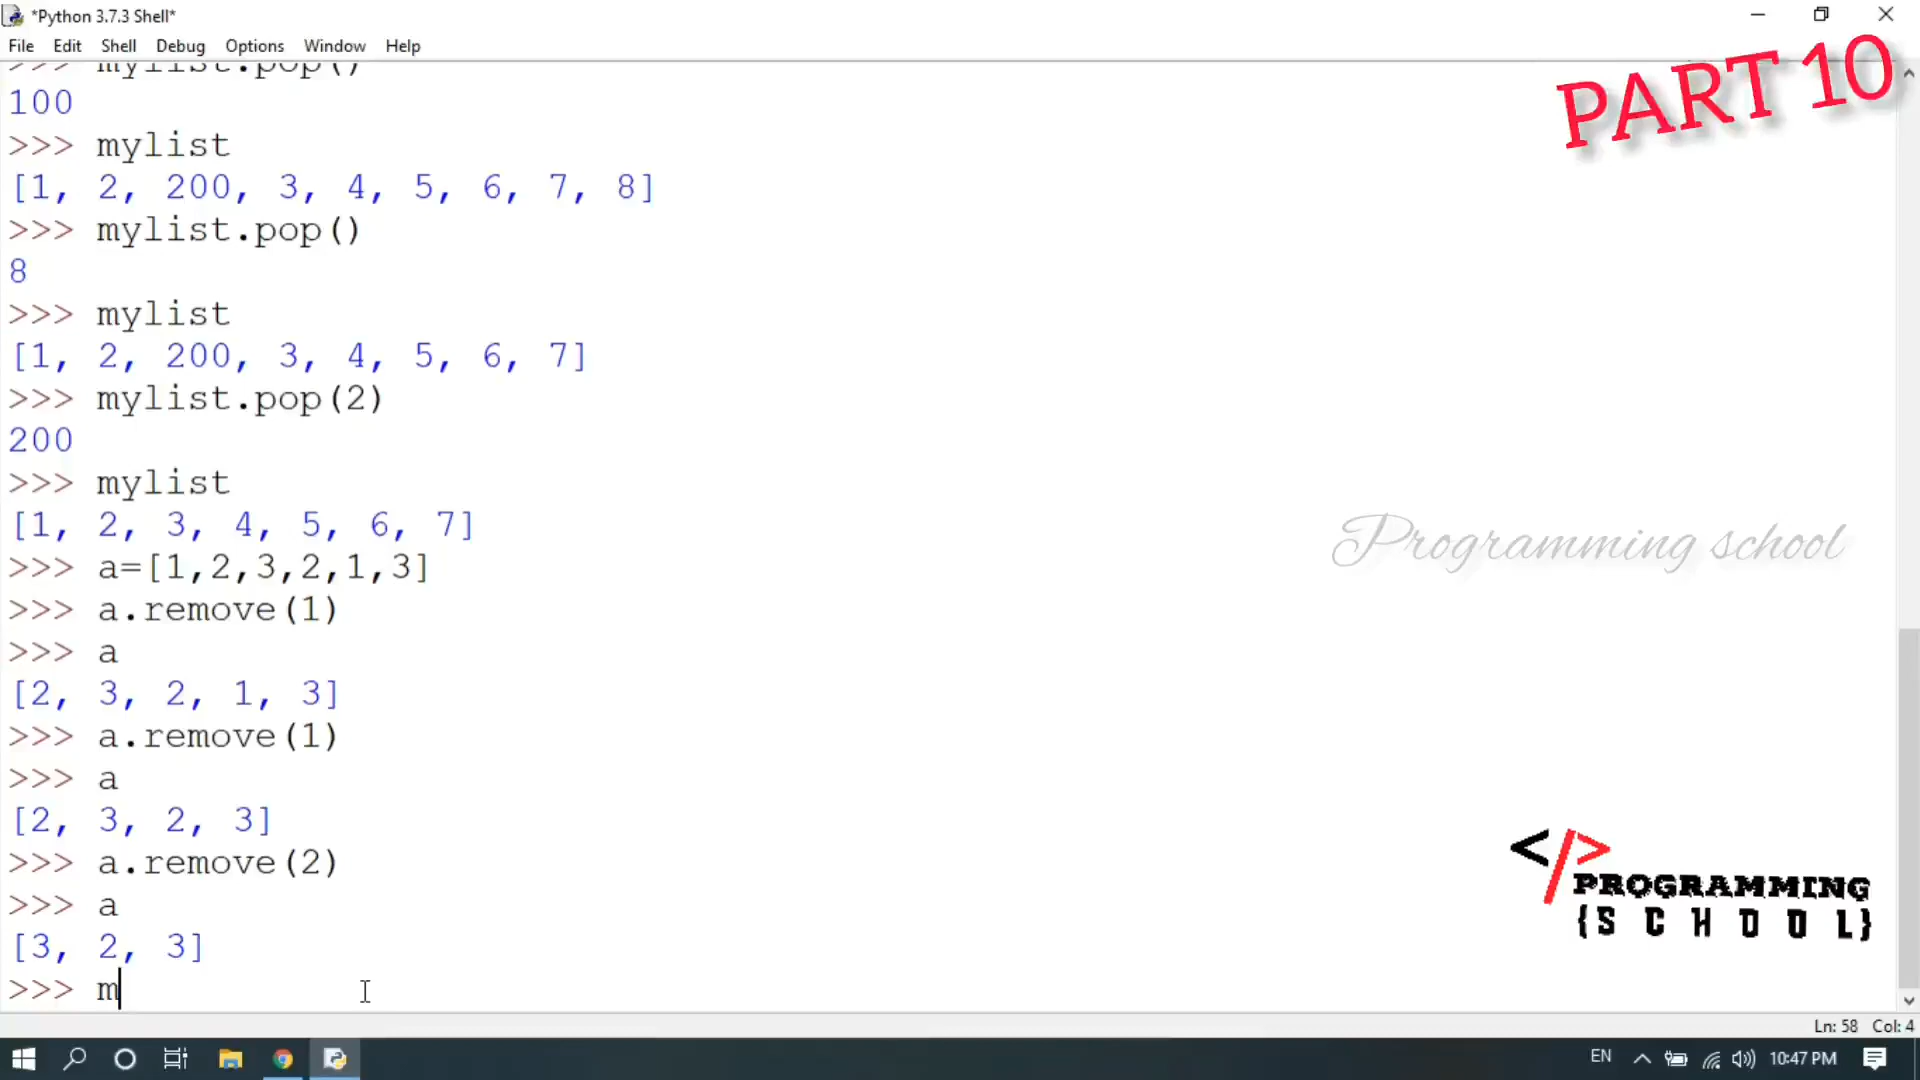 *Python 3.7.3 Shell*
File Edit Shell Debug Options Window Help
PART 10
>>> mylist.pop()
100
>>> mylist
[1, 2, 200, 3, 4, 5, 6, 7, 8]
>>> mylist.pop()
8
>>> mylist
[1, 2, 200, 3, 4, 5, 6, 7]
>>> mylist.pop(2)
200
>>> mylist
[1, 2, 3, 4, 5, 6, 7]
Programming school
>>> a=[1,2,3,2,1,3]
>>> a.remove(1)
>>> a
[2, 3, 2, 1, 3]
>>> a.remove(1)
>>> a
[2, 3, 2, 3]
>>> a.remove(2)
>>> a
[3, 2, 3]
>>> m
</>
PROGRAMMING
{SCHOOL}
Ln: 58 Col: 4
EN 10:47 PM